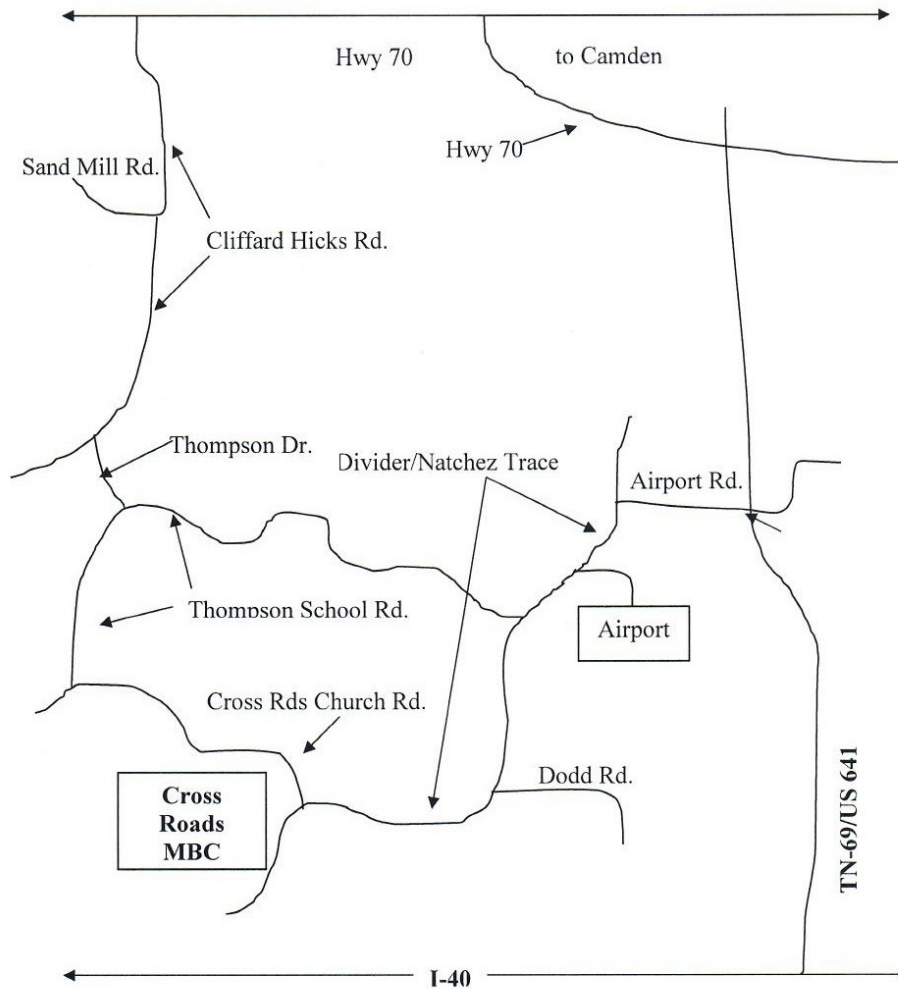 Hwy 70 to Camden
Hwy 70
Sand Mill Rd.
Cliffard Hicks Rd.
Thompson Dr.
Divider/Natchez Trace
Airport Rd.
Thompson School Rd.
Airport
Cross Rds Church Rd.
Dodd Rd.
Cross
Roads
MBC
TN-69/US 641
I-40